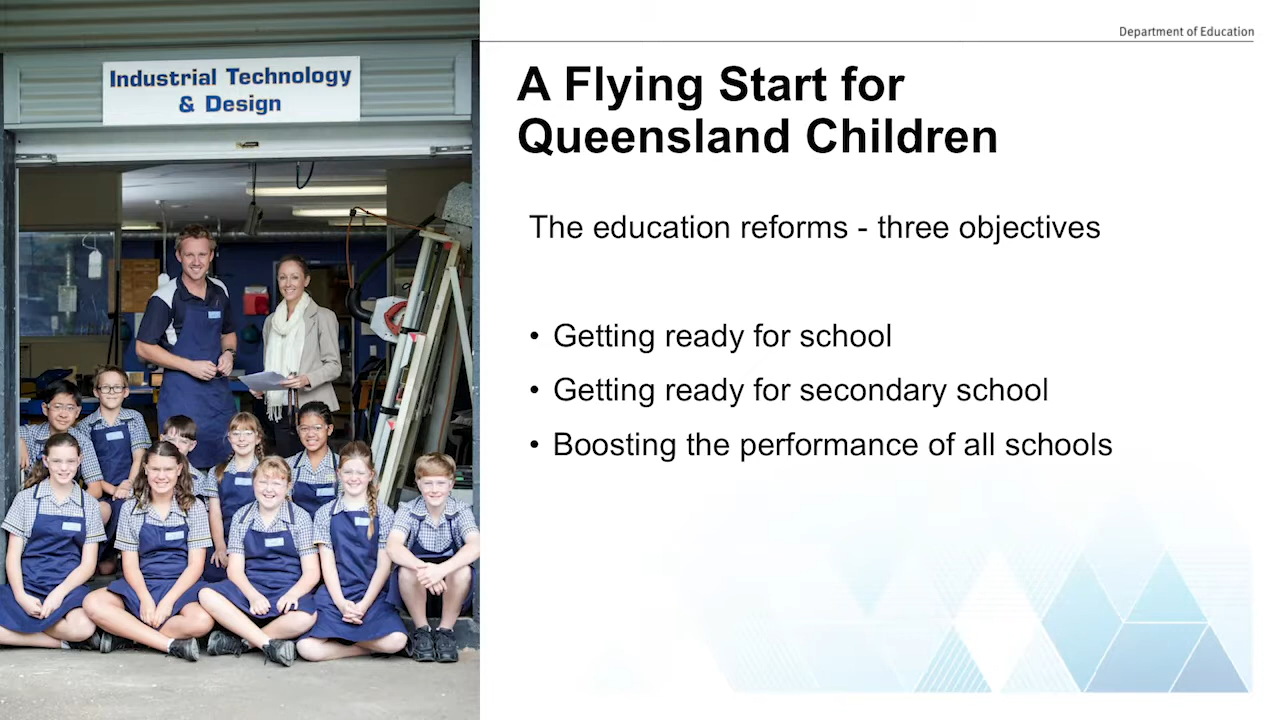 Industrial Technology
& Design
Department of Education
A Flying Start for
Queensland Children
The education reforms - three objectives
• Getting ready for school
• Getting ready for secondary school
• Boosting the performance of all schools